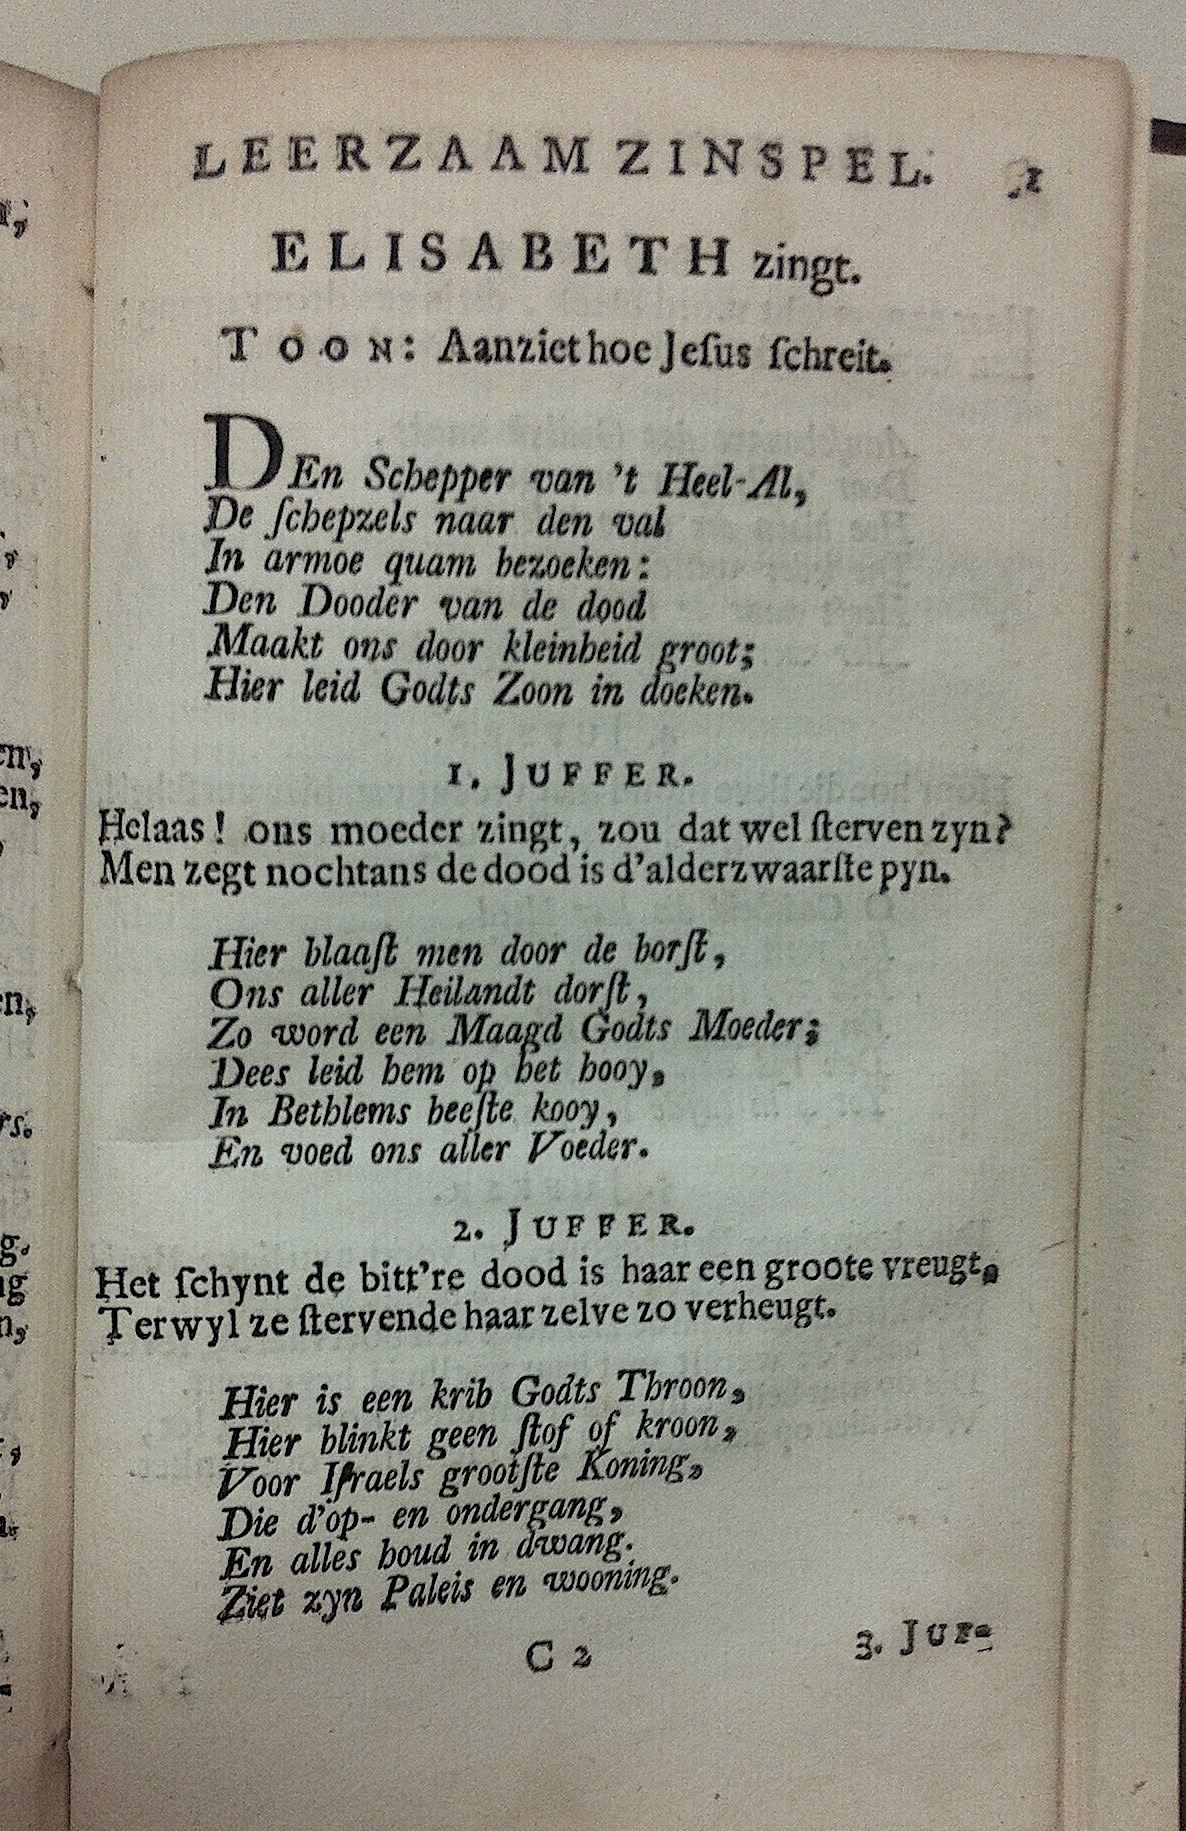 LEERZAAM ZINSPEL.
ELISABETH zingt.
TOON: Aanziet hoe Jeſus ſchreit.
DEn Schepper van 't Heel-Al,
De ſchepzels naar den val
In armoe quam bezoeken:
Den Dooder van de dood
Maakt ons door kleinheid groot;
Hier leid Godts Zoon in doeken.
1. JUFFER.
Helaas! ons moeder zingt, zou dat wel ſterven zyn?
Men zegt nochtans de dood is d'alderzwaarſte pyn.
Hier blaaſt men door de borſt,
Ons aller Heilandt dorſt,
Zo word een Maagd Godts Moeder;
Dees leid hem op het hooy,
In Bethlems beeſte kooy,
En voed ons aller Voeder.
2. JUFFER.
Het ſchynt de bitt're dood is haar een groote vreugt,
Terwyl ze ſtervende haar zelve zo verheugt.
Hier is een krib Godts Throon,
Hier blinkt geen ſtof of kroon,
Voor Iſraels grootſte Koning,
Die d'op- en ondergang,
En alles houd in dwang.
Ziet zyn Paleis en wooning.
C 2
3. JUF-